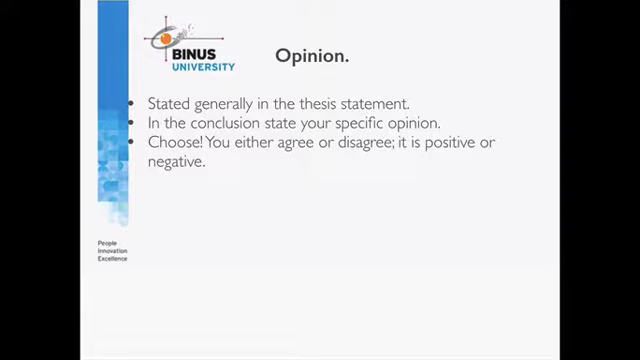 BINUS
UNIVERSITY
Opinion.
• Stated generally in the thesis statement.
• In the conclusion state your specific opinion.
• Choose! You either agree or disagree; it is positive or
negative.
People
Innovation
Excellence